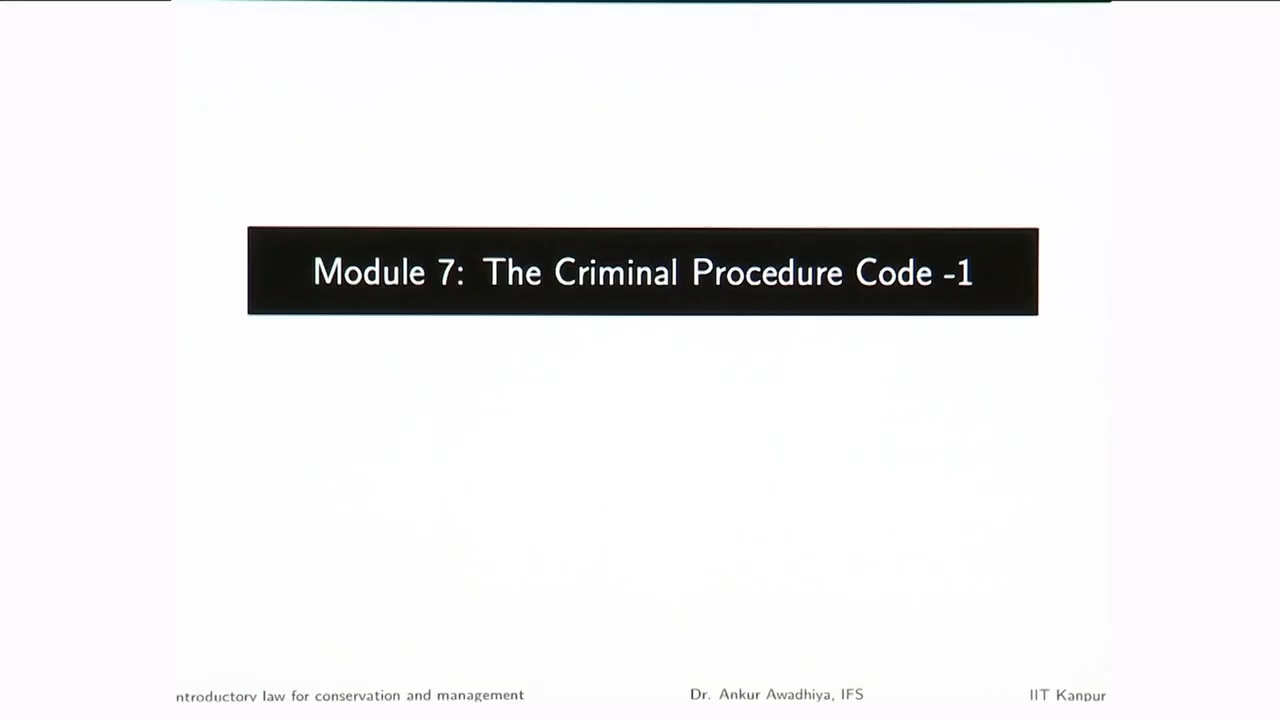 Module 7: The Criminal Procedure Code -1
ntroductory law for conservation and management
Dr. Ankur Awadhiya, IFS
IIT Kanpur